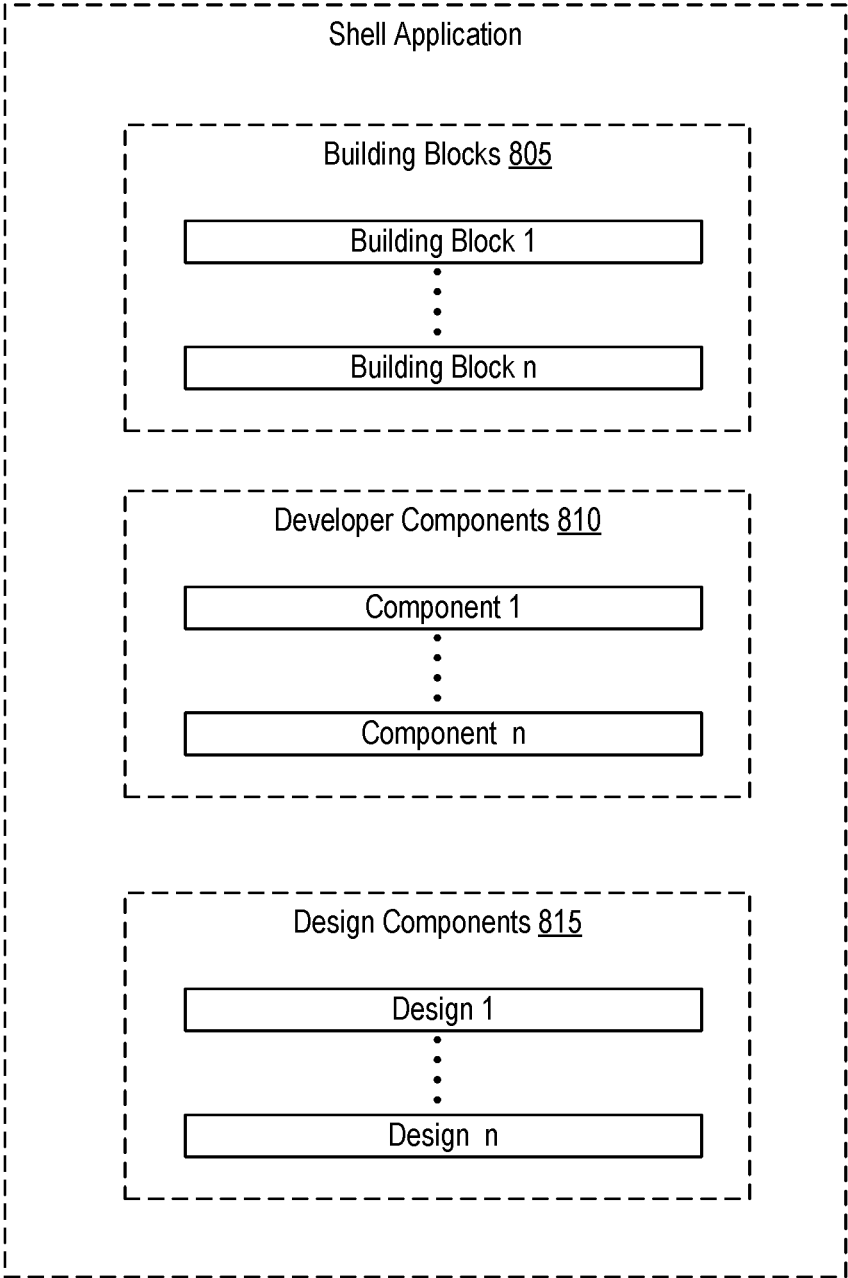 Shell Application
Building Blocks 805
Building Block 1
Building Block n
Developer Components 810
Component 1
Component n
Design Components 815
Design 1
Design n